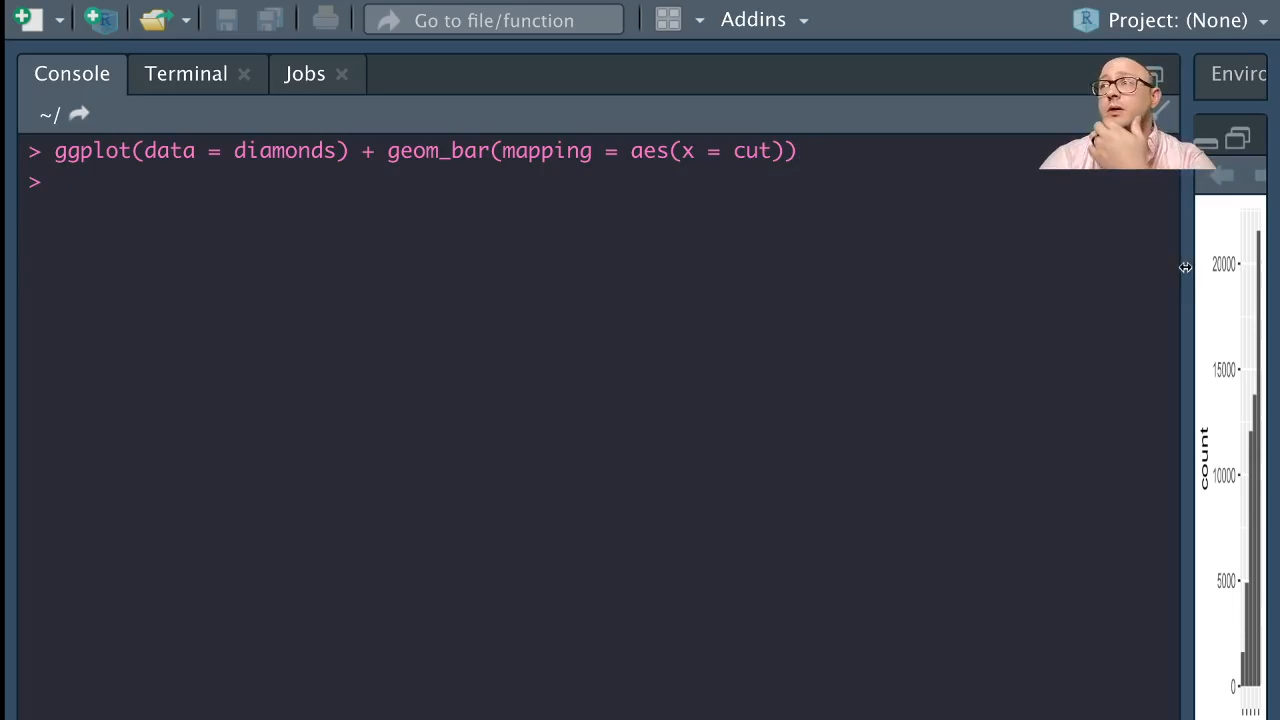 Go to file/function
Addins
Project: (None)
Console
Terminal
Jobs
Enviro
~/
> ggplot(data = diamonds) + geom_bar(mapping = aes(x = cut))
>
20000
15000
10000
5000
0
count